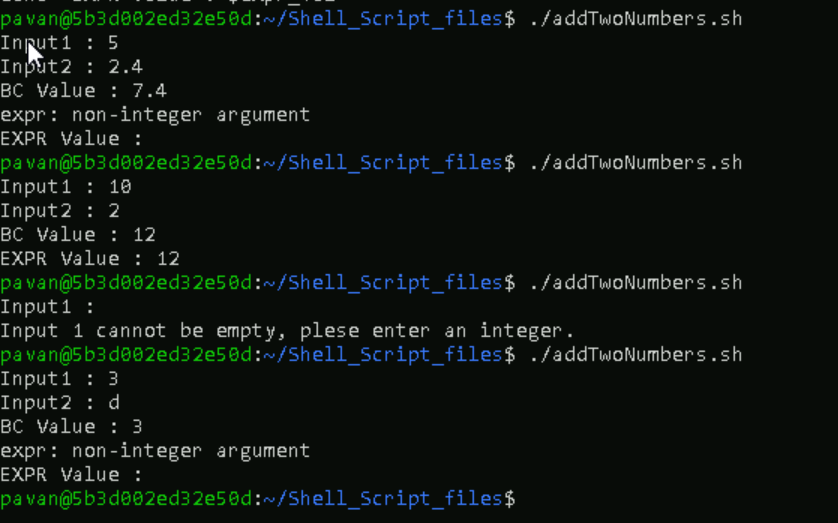 pavan@5b3d002ed32e50d:~/Shell_Script_files$ ./addTwoNumbers.sh
Input1 : 5
Input2 : 2.4
BC Value : 7.4
expr: non-integer argument
EXPR Value :
pavan@5b3d002ed32e50d:~/Shell_Script_files$ ./addTwoNumbers.sh
Input1 : 10
Input2 : 2
BC Value : 12
EXPR Value : 12
pavan@5b3d002ed32e50d:~/Shell_Script_files$ ./addTwoNumbers.sh
Input1 :
Input 1 cannot be empty, plese enter an integer.
pavan@5b3d002ed32e50d:~/Shell_Script_files$ ./addTwoNumbers.sh
Input1 : 3
Input2 : d
BC Value : 3
expr: non-integer argument
EXPR Value :
pavan@5b3d002ed32e50d:~/Shell_Script_files$